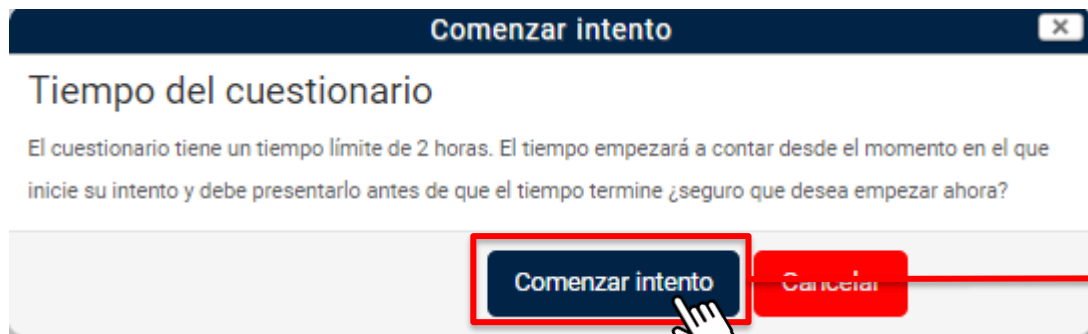 Comenzar intento
Tiempo del cuestionario
El cuestionario tiene un tiempo límite de 2 horas. El tiempo empezará a contar desde el momento en el que
inicie su intento y debe presentarlo antes de que el tiempo termine ¿seguro que desea empezar ahora?
Comenzar intento Cancelar